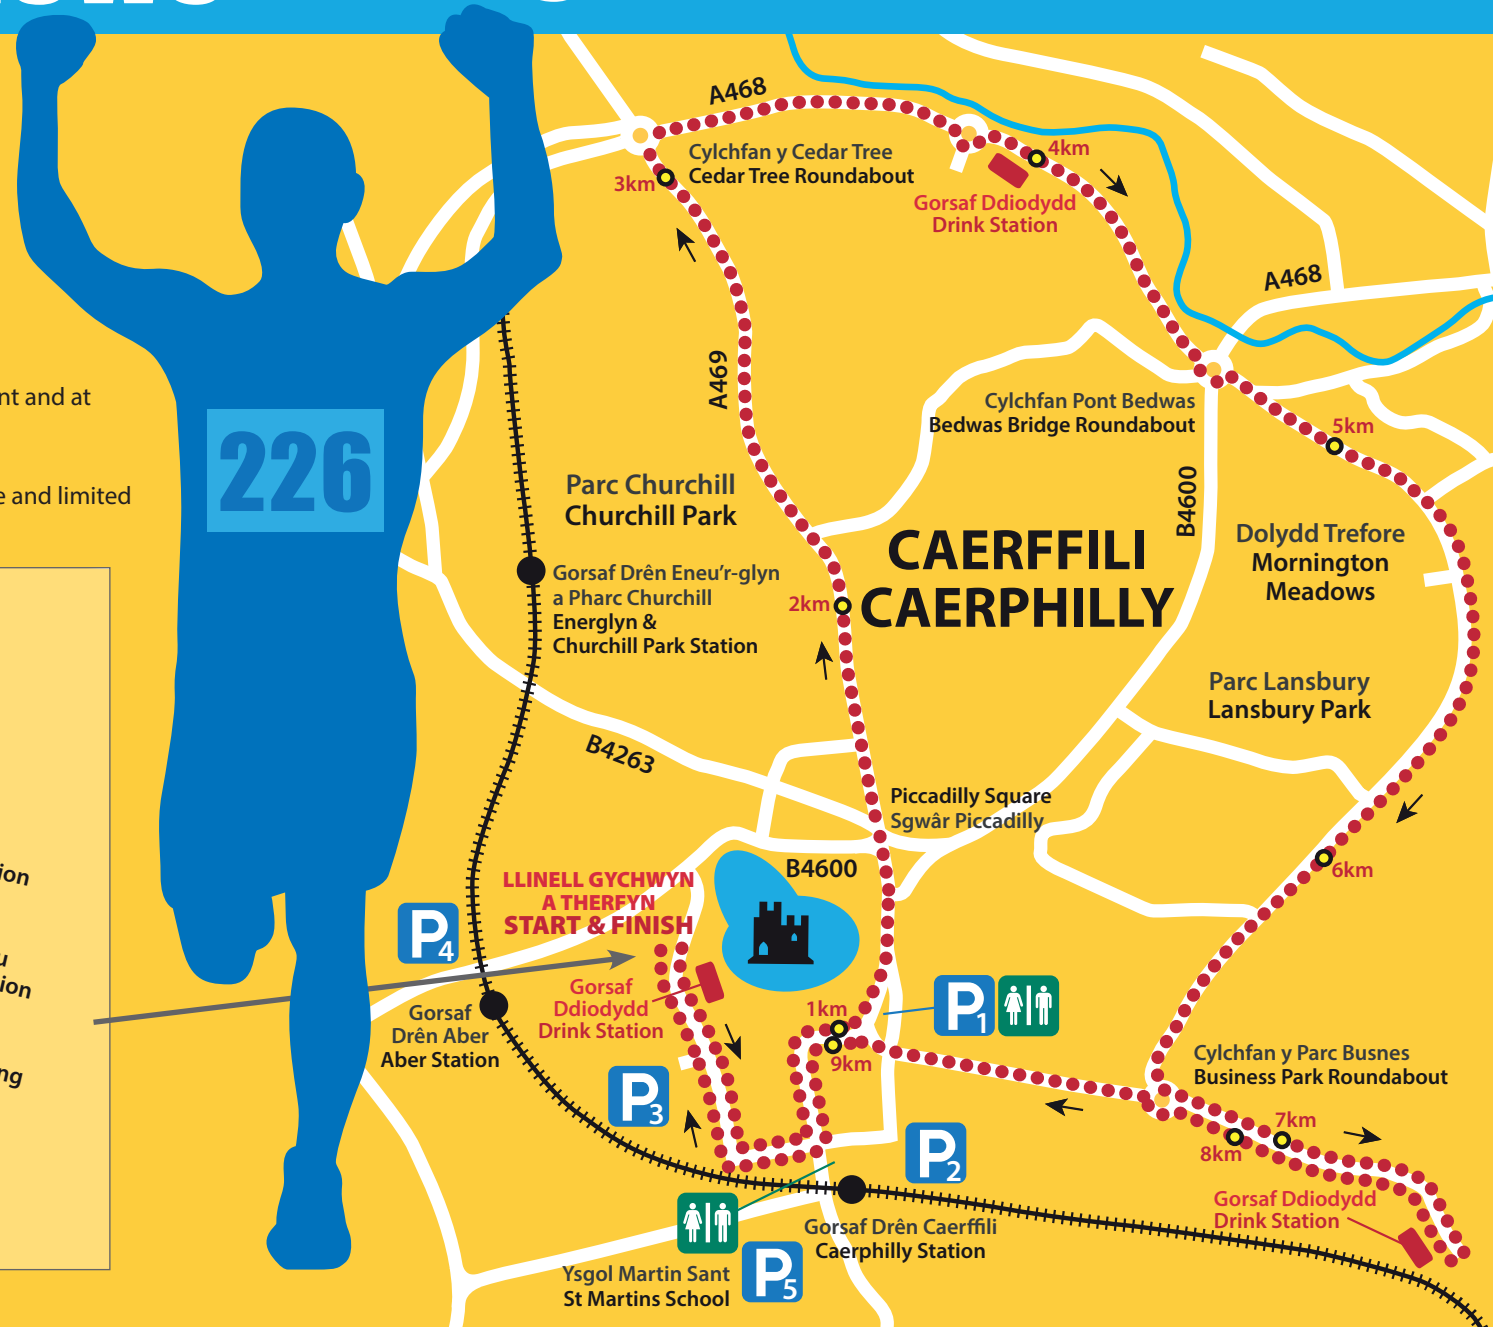 nt and at
e and limited
ion
ion
ng
226
A468
Cylchfan y Cedar Tree
Cedar Tree Roundabout
3km
4km
Gorsaf Ddiodydd
Drink Station
A468
A469
Cylchfan Pont Bedwas
Bedwas Bridge Roundabout
5km
B4600
Parc Churchill
Churchill Park
CAERFFILI
CAERPHILLY
Dolydd Trefore
Mornington
Meadows
Gorsaf Drên Eneu'r-glyn
a Pharc Churchill
Energlyn &
Churchill Park Station
2km
Parc Lansbury
Lansbury Park
B4263
Piccadilly Square
Sgwâr Piccadilly
B4600
6km
LLINELL GYCHWYN
A THERFYN
START & FINISH
P4
Gorsaf
Ddiodydd
Drink Station
Gorsaf
Drên Aber
Aber Station
1km
9km
P1
P3
Cylchfan y Parc Busnes
Business Park Roundabout
7km
8km
P2
Gorsaf Ddiodydd
Drink Station
Gorsaf Drên Caerffili
Caerphilly Station
Ysgol Martin Sant
St Martins School
P5